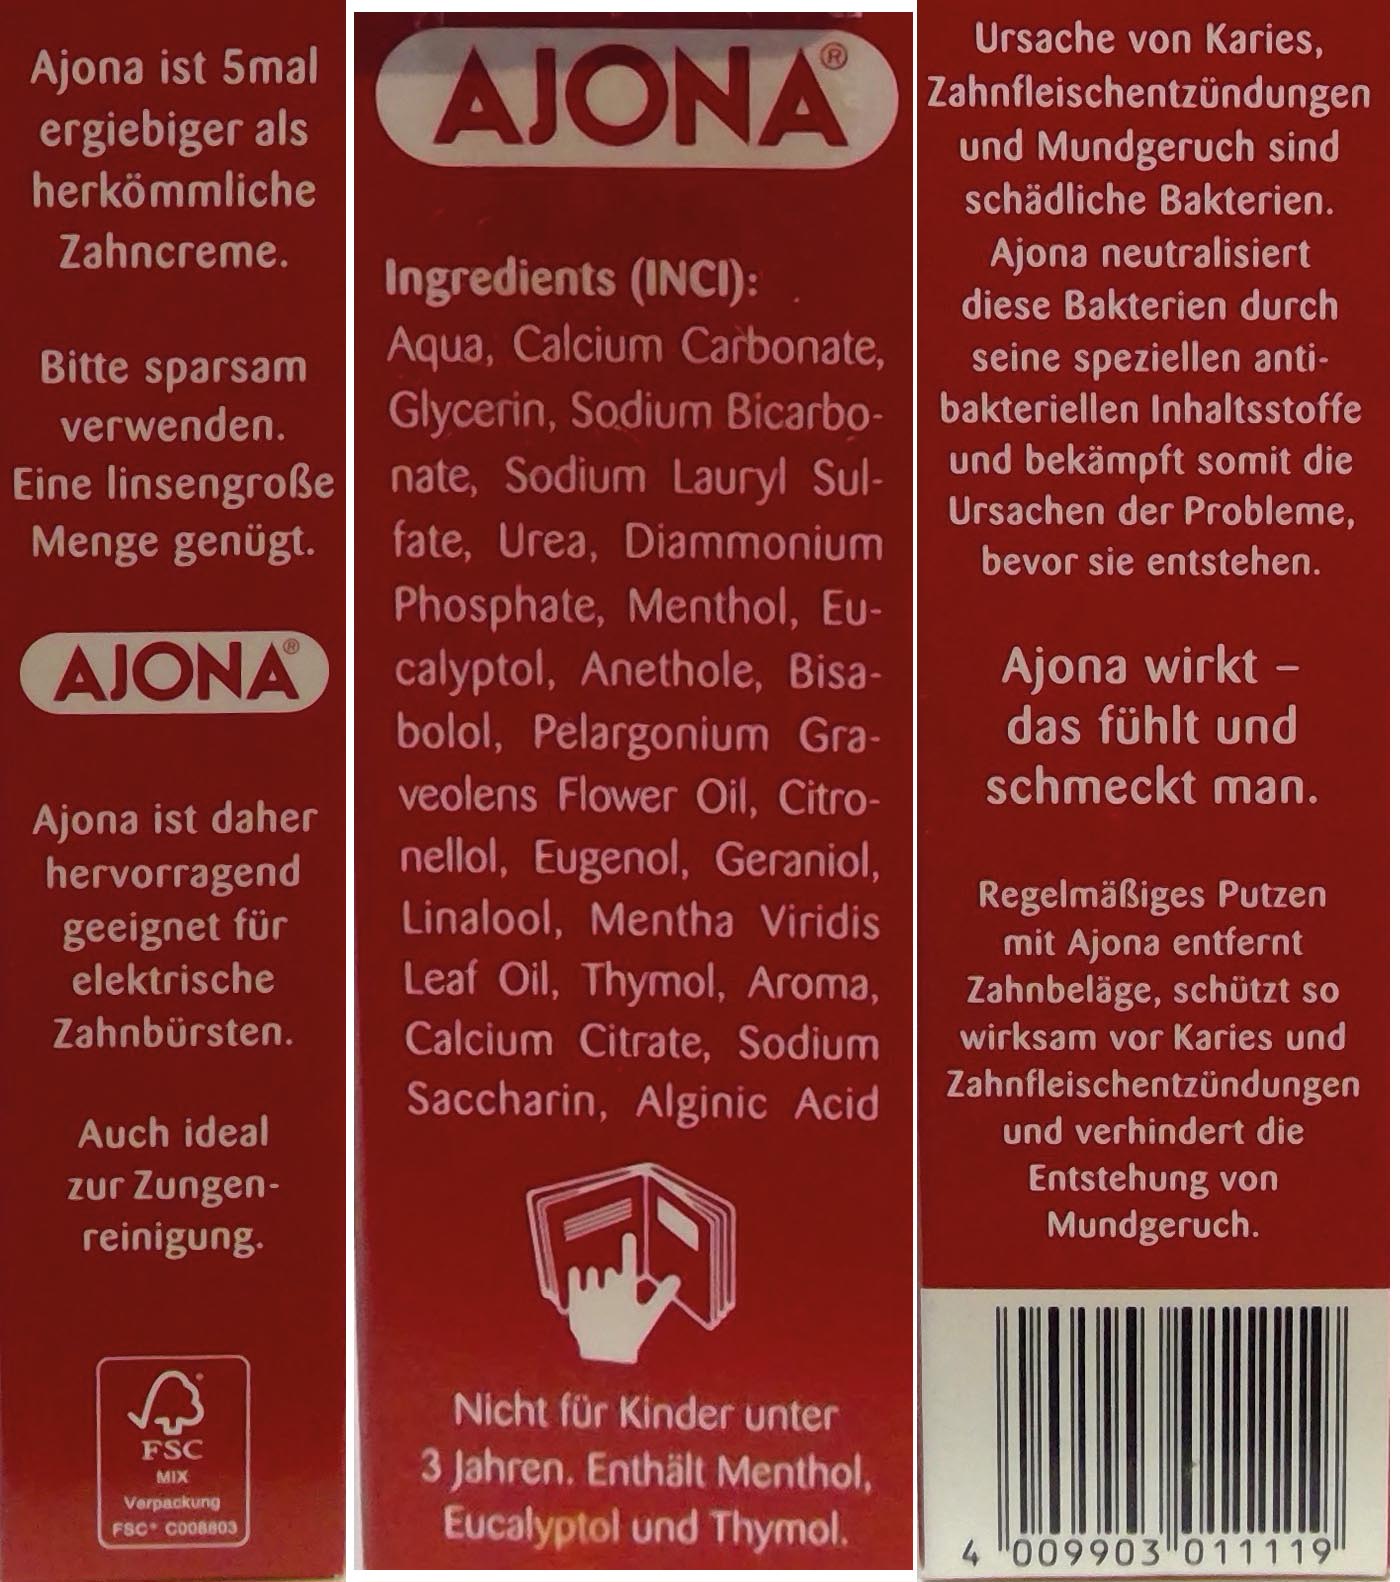 Ajona ist 5mal
ergiebiger als
herkömmliche
Zahncreme.
Bitte sparsam
verwenden.
Eine linsengroße
Menge genügt.
AJONA®
Ajona ist daher
hervorragend
geeignet für
elektrische
Zahnbürsten.
Auch ideal
zur Zungen-
reinigung.
FSC
MIX
Verpackung
FSC® C008803
AJONA®
Ingredients (INCI):
Aqua, Calcium Carbonate,
Glycerin, Sodium Bicarbo-
nate, Sodium Lauryl Sul-
fate, Urea, Diammonium
Phosphate, Menthol, Eu-
calyptol, Anethole, Bisa-
bolol, Pelargonium Gra-
veolens Flower Oil, Citro-
nellol, Eugenol, Geraniol,
Linalool, Mentha Viridis
Leaf Oil, Thymol, Aroma,
Calcium Citrate, Sodium
Saccharin, Alginic Acid
Nicht für Kinder unter
3 Jahren. Enthält Menthol,
Eucalyptol und Thymol.
Ursache von Karies,
Zahnfleischentzündungen
und Mundgeruch sind
schädliche Bakterien.
Ajona neutralisiert
diese Bakterien durch
seine speziellen anti-
bakteriellen Inhaltsstoffe
und bekämpft somit die
Ursachen der Probleme,
bevor sie entstehen.
Ajona wirkt –
das fühlt und
schmeckt man.
Regelmäßiges Putzen
mit Ajona entfernt
Zahnbeläge, schützt so
wirksam vor Karies und
Zahnfleischentzündungen
und verhindert die
Entstehung von
Mundgeruch.
4 009903 011119